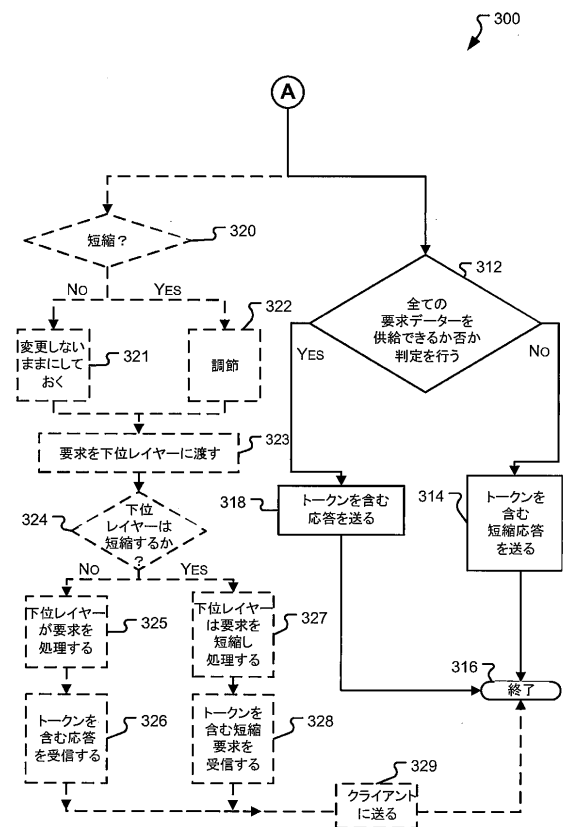 300
A
短縮？
320
312
全ての
要求データーを
供給できるか否か
判定を行う
NO
YES
322
YES
NO
変更しない
ままにして
おく
321
調節
要求を下位レイヤーに渡す
323
324
下位
レイヤーは
短縮するか
？
318
トークンを含む
応答を送る
314
トークンを
含む
短縮応答
を送る
NO
YES
下位レイヤー
が要求を
処理する
325
下位レイヤー
は要求を
短縮し
処理する
327
316
終了
トークンを
含む応答
を受信する
326
トークンを
含む短縮
要求を
受信する
328
329
クライアント
に送る